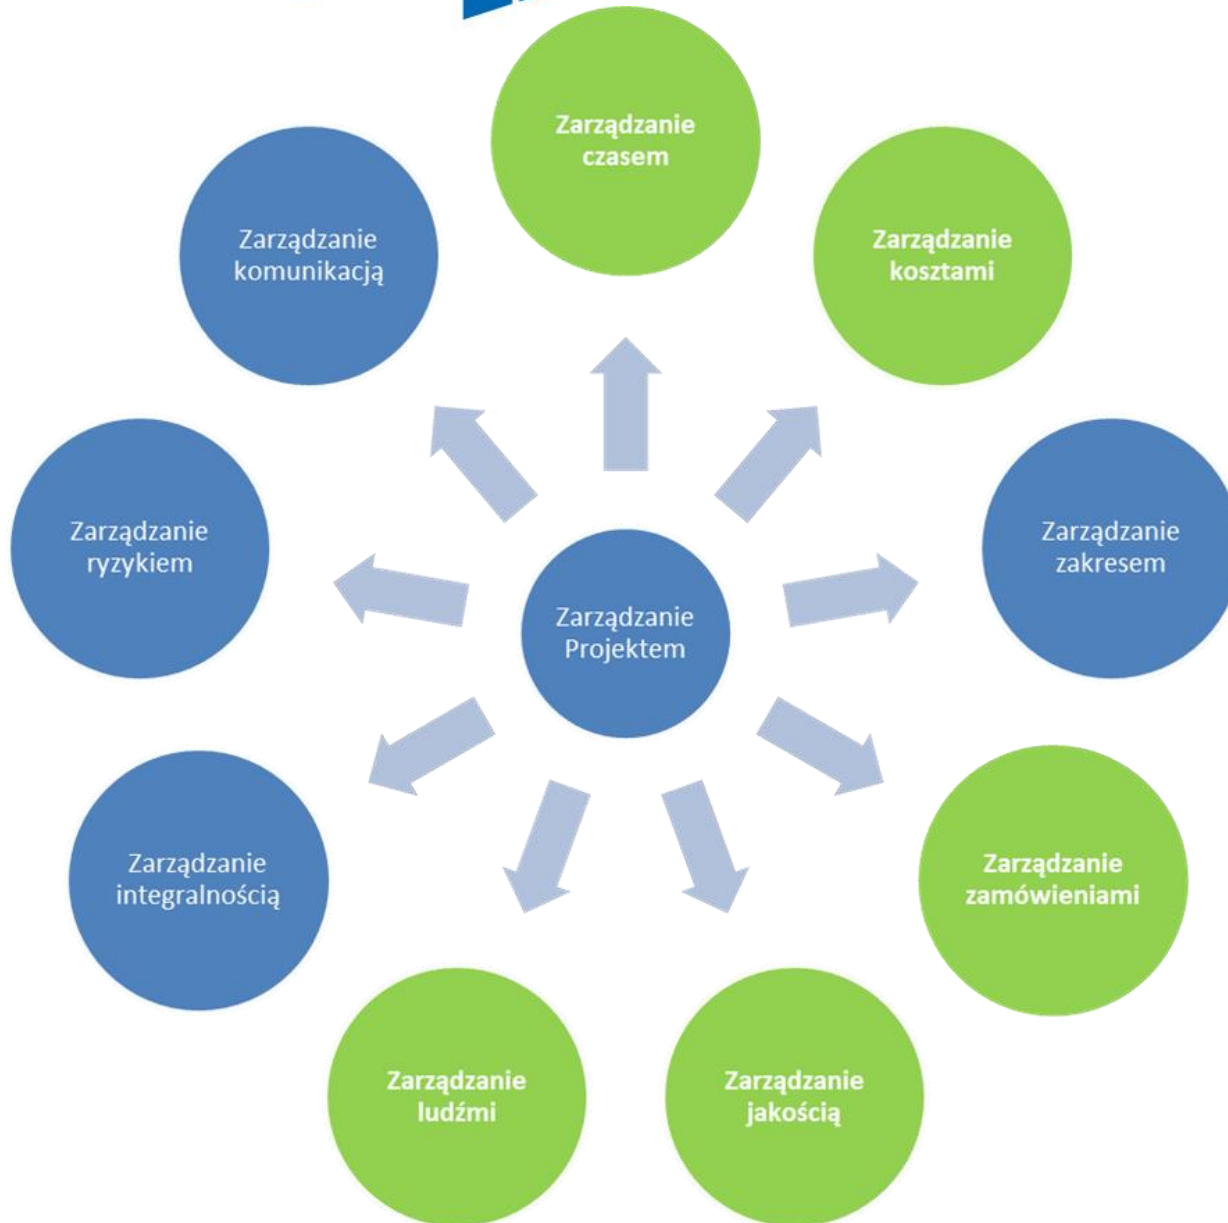 Zarządzanie
czasem
Zarządzanie
komunikacją
Zarządzanie
kosztami
Zarządzanie
ryzykiem
Zarządzanie
zakresem
Zarządzanie
Projektem
Zarządzanie
integralnością
Zarządzanie
zamówieniami
Zarządzanie
ludźmi
Zarządzanie
jakością